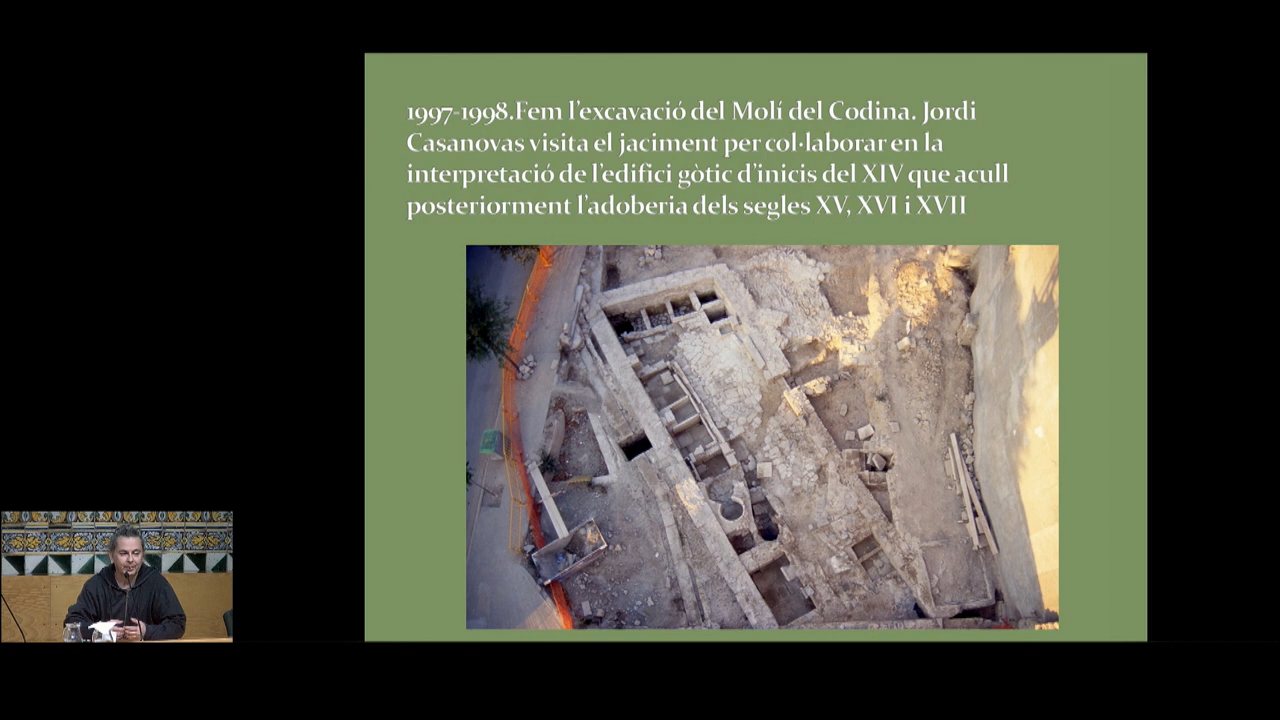 1997-1998.Fem l'excavació del Molí del Codina. Jordi
Casanovas visita el jaciment per col·laborar en la
interpretació de l'edifici gòtic d'inicis del XIV que acull
posteriorment l'adoberia dels segles XV, XVI i XVII